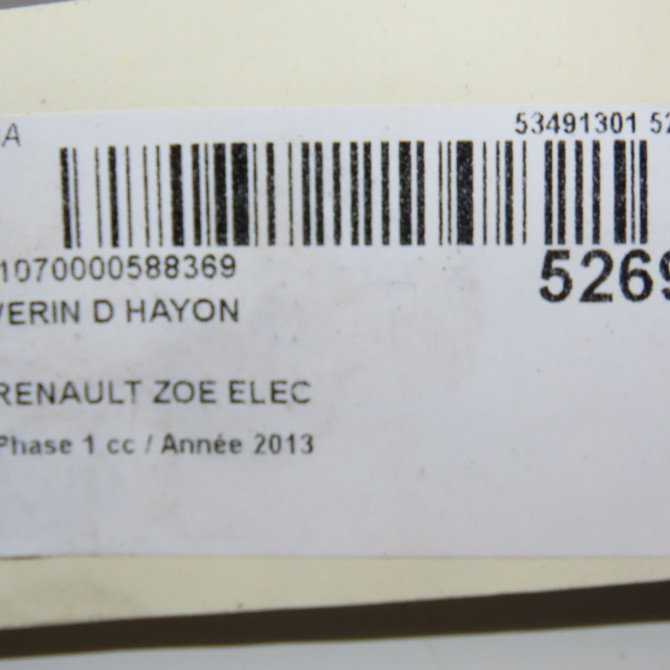 A 53491301 52
1070000588369 5269
VERIN D HAYON
RENAULT ZOE ELEC
Phase 1 cc / Année 2013